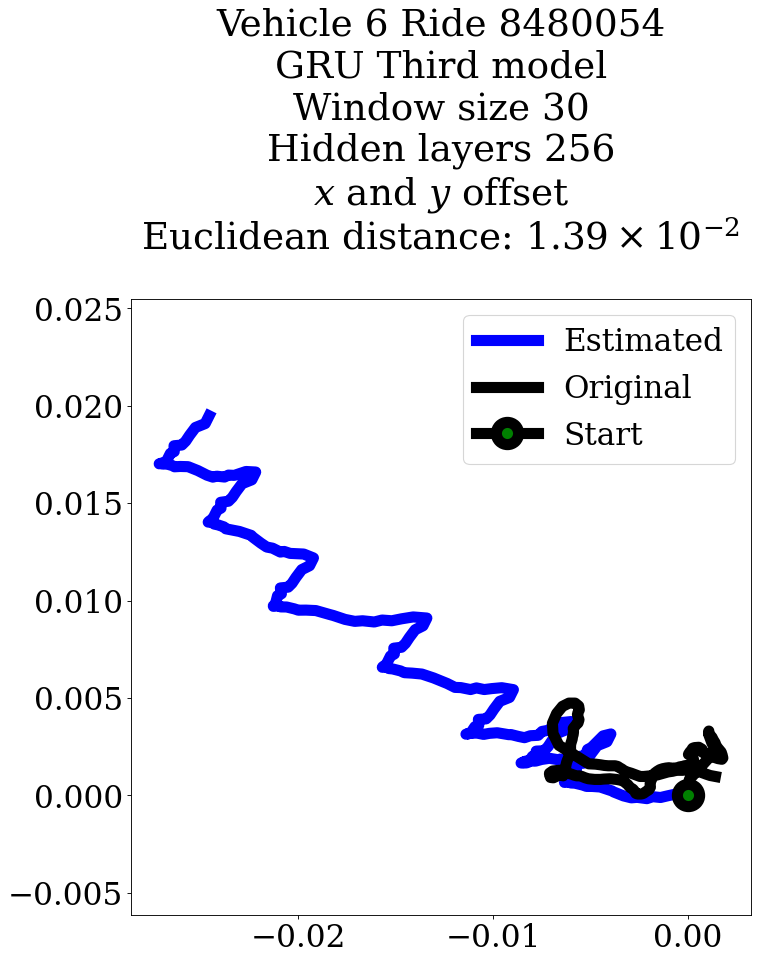 Vehicle 6 Ride 8480054
GRU Third model
Window size 30
Hidden layers 256
x and y offset
Euclidean distance: 1.39 × 10⁻²
0.025
0.020
0.015
0.010
0.005
0.000
−0.005
Estimated
Original
Start
−0.02
−0.01
0.00